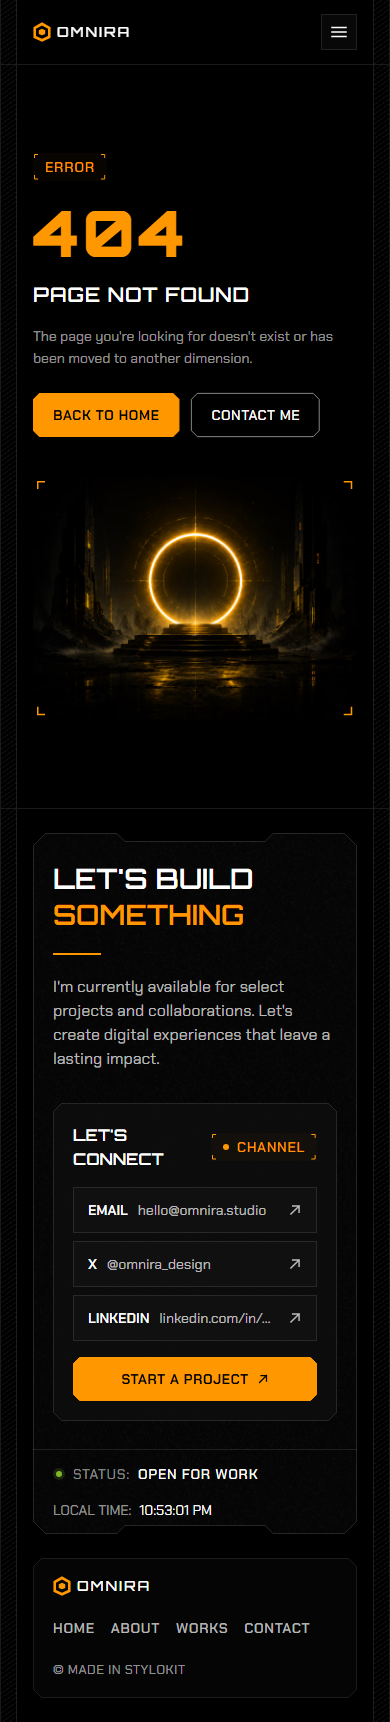 OMNIRA
ERROR
404
PAGE NOT FOUND
The page you're looking for doesn't exist or has
been moved to another dimension.
BACK TO HOME
CONTACT ME
LET'S BUILD
SOMETHING
I'm currently available for select
projects and collaborations. Let's
create digital experiences that leave a
lasting impact.
LET'S
CONNECT
CHANNEL
EMAIL hello@omnira.studio
X @omnira_design
LINKEDIN linkedin.com/in/...
START A PROJECT
STATUS: OPEN FOR WORK
LOCAL TIME: 10:53:01 PM
OMNIRA
HOME ABOUT WORKS CONTACT
© MADE IN STYLOKIT